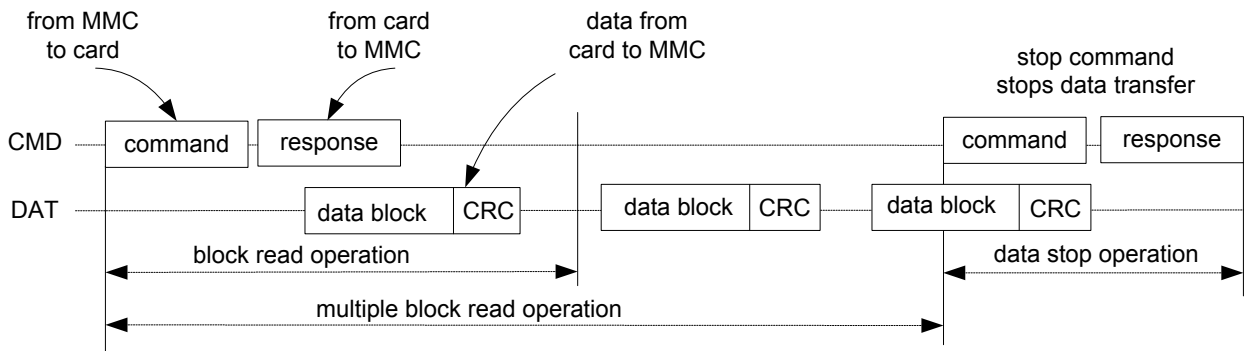 from MMC
to card
from card
to MMC
data from
card to MMC
stop command
stops data transfer
CMD
command
response
command
response
DAT
data block
CRC
data block
CRC
data block
CRC
block read operation
data stop operation
multiple block read operation